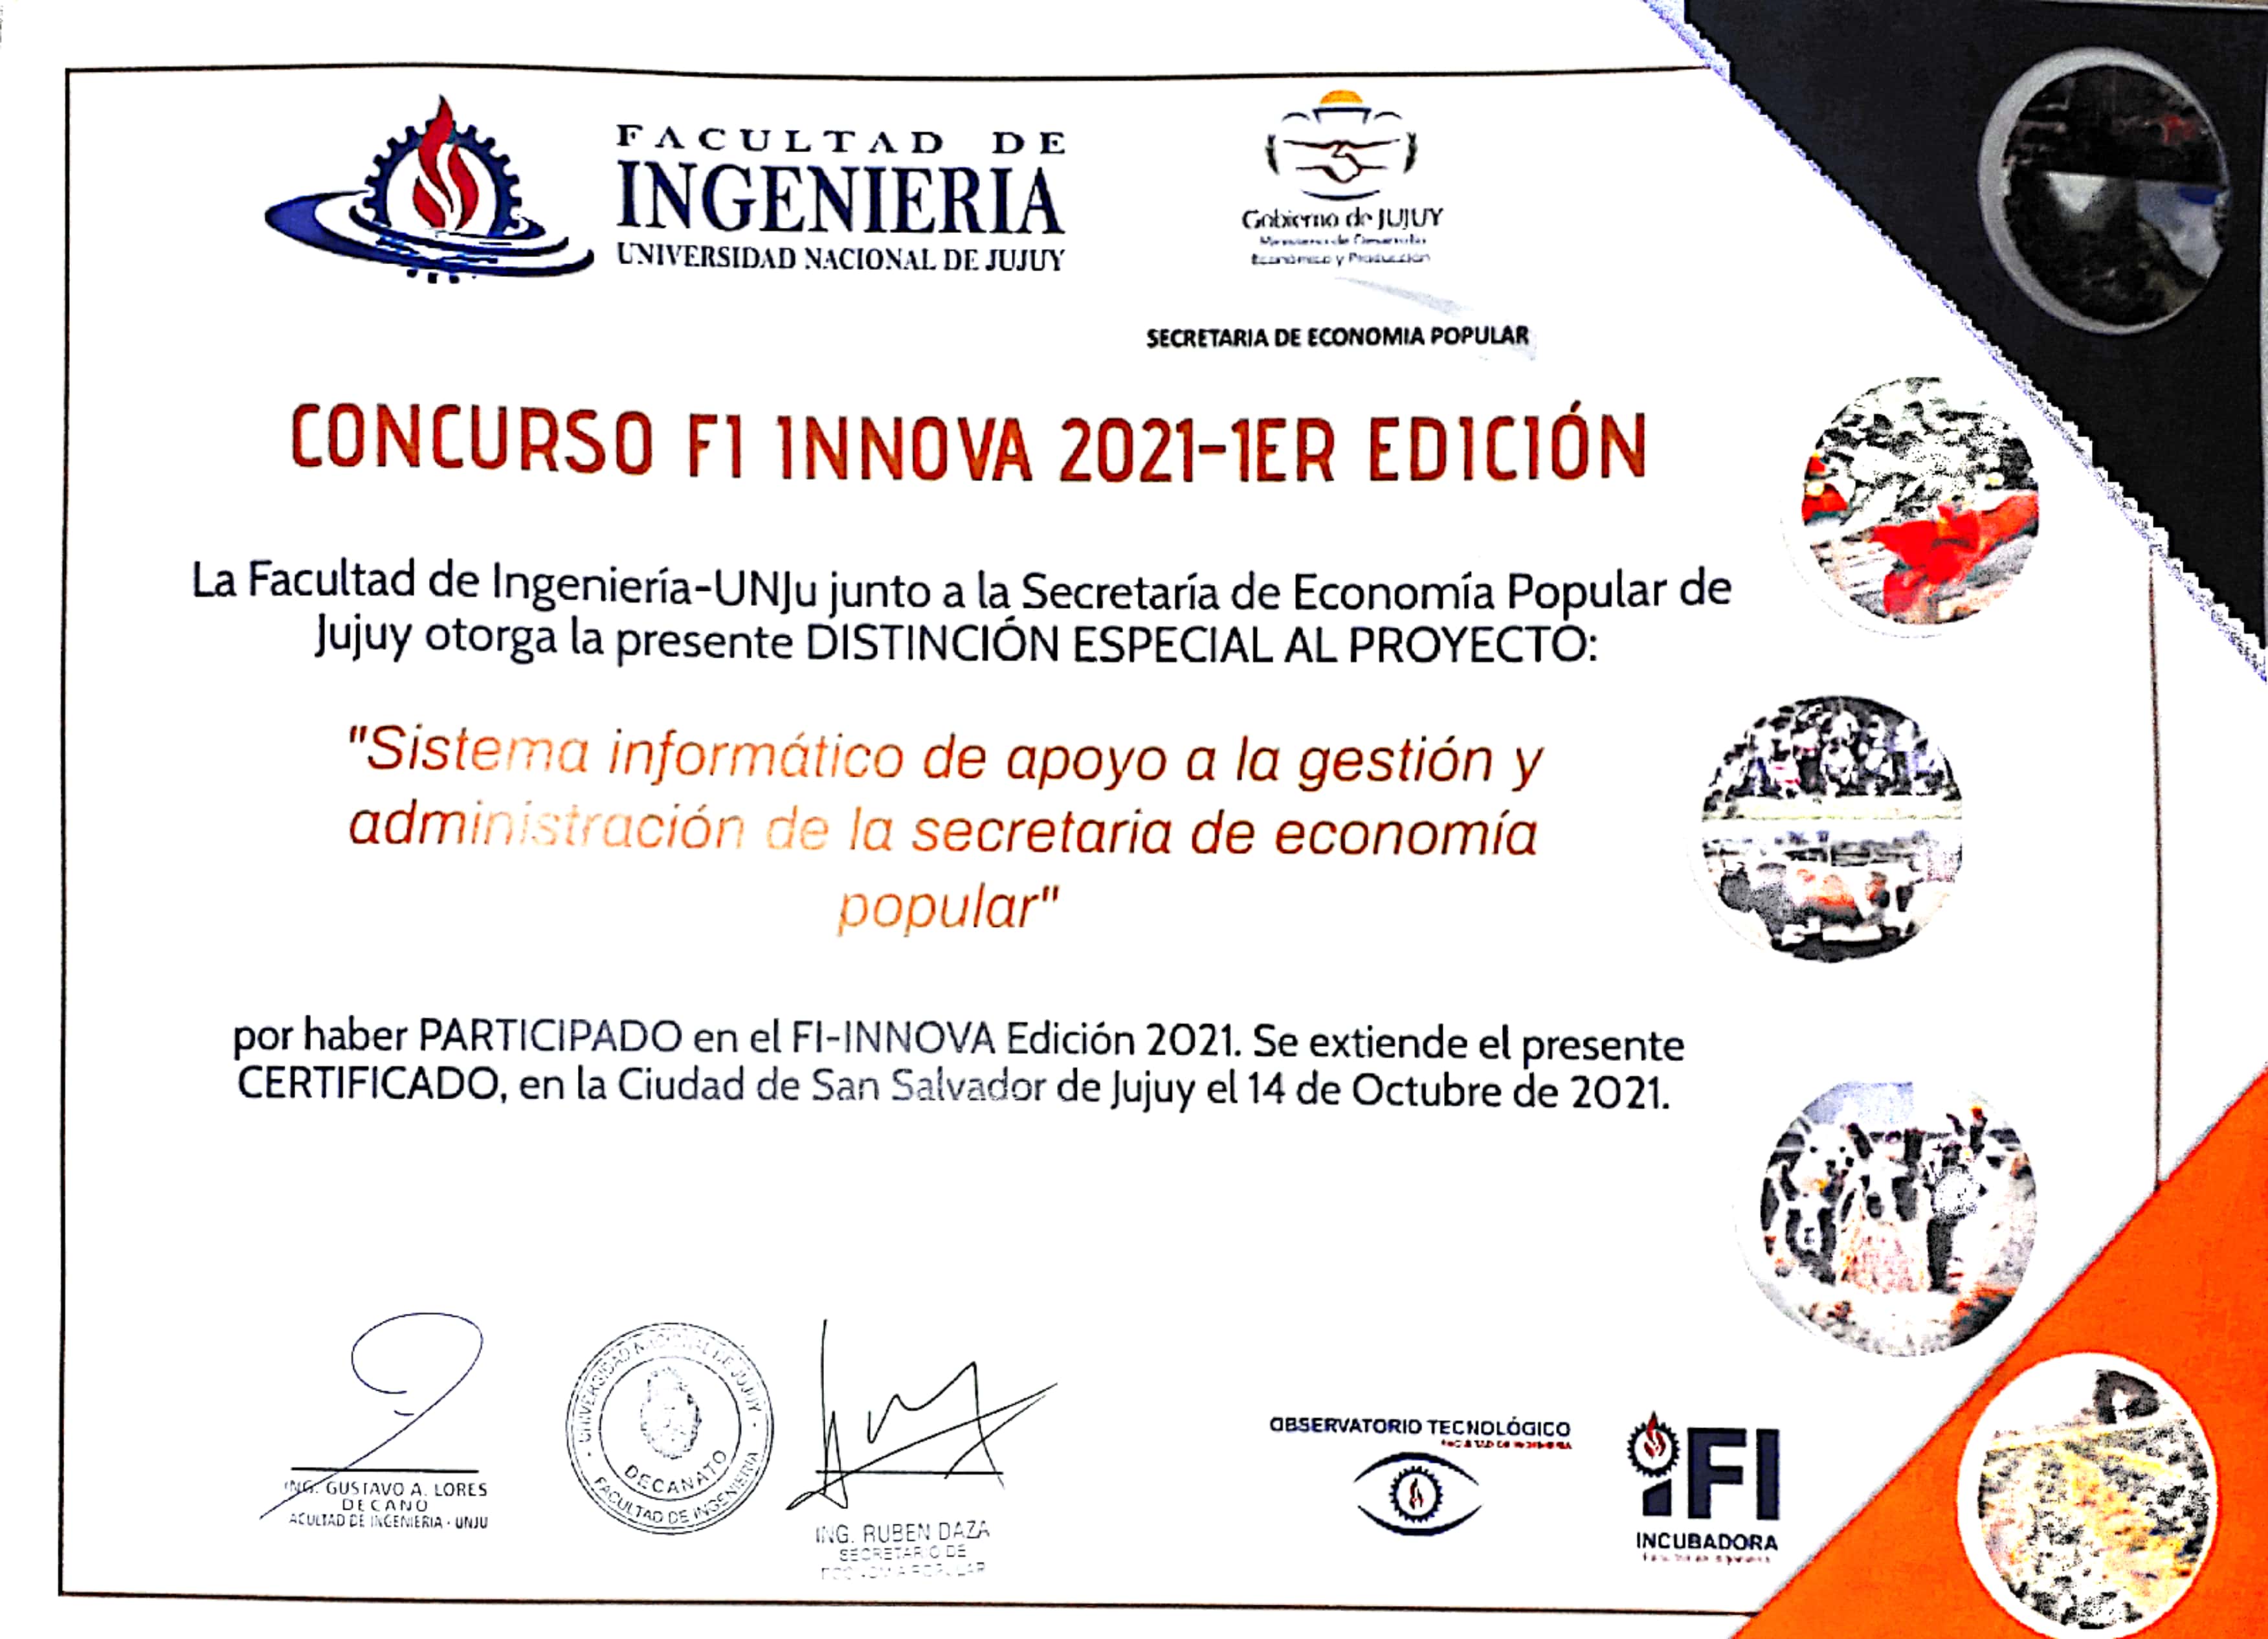 FACULTAD DE
INGENIERIA
UNIVERSIDAD NACIONAL DE JUJUY
Gobierno de JUJUY
Ministerio de Desarrollo
Económico y Producción
SECRETARIA DE ECONOMIA POPULAR
CONCURSO FI INNOVA 2021-1ER EDICIÓN
La Facultad de Ingeniería-UNJu junto a la Secretaría de Economía Popular de
Jujuy otorga la presente DISTINCIÓN ESPECIAL AL PROYECTO:
"Sistema informático de apoyo a la gestión y
administración de la secretaria de economía
popular"
por haber PARTICIPADO en el FI-INNOVA Edición 2021. Se extiende el presente
CERTIFICADO, en la Ciudad de San Salvador de Jujuy el 14 de Octubre de 2021.
ING. GUSTAVO A. LORES
DECANO
ACULTAD DE INGENIERIA - UNJU
UNIVERSIDAD NACIONAL DE JUJUY
DECANATO
FACULTAD DE INGENIERIA
ING. RUBEN DAZA
SECRETARIO DE
ECONOMIA POPULAR
OBSERVATORIO TECNOLÓGICO
FACULTAD DE INGENIERIA
iFI
INCUBADORA